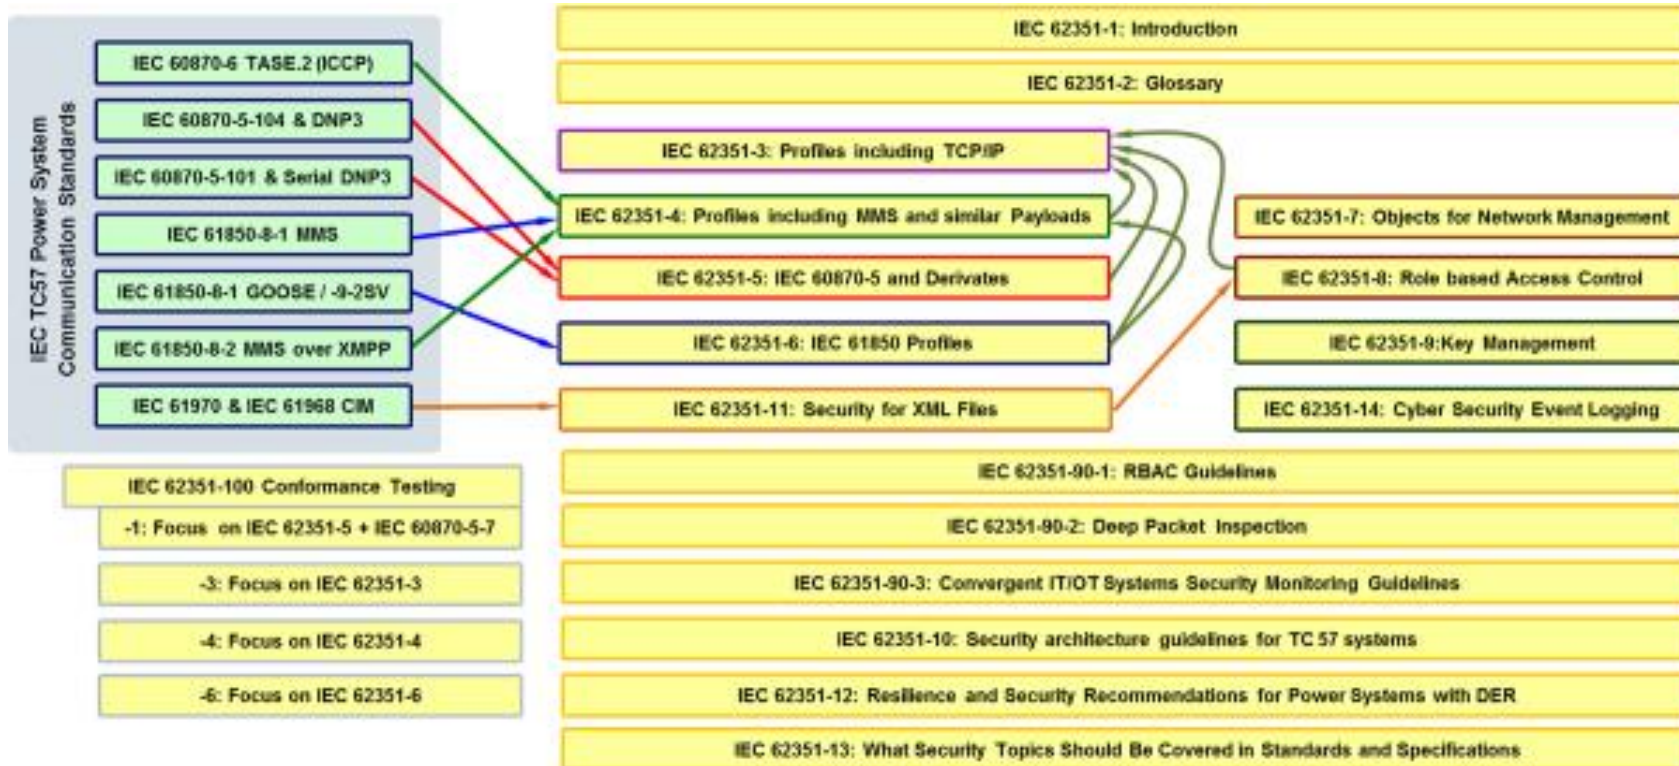 IEC TC57 Power System
Communication Standards
IEC 60870-6 TASE.2 (ICCP)
IEC 60870-5-104 & DNP3
IEC 60870-5-101 & Serial DNP3
IEC 61850-8-1 MMS
IEC 61850-8-1 GOOSE / -9-2SV
IEC 61850-8-2 MMS over XMPP
IEC 61970 & IEC 61968 CIM
IEC 62351-1: Introduction
IEC 62351-2: Glossary
IEC 62351-3: Profiles including TCP/IP
IEC 62351-4: Profiles including MMS and similar Payloads
IEC 62351-5: IEC 60870-5 and Derivates
IEC 62351-6: IEC 61850 Profiles
IEC 62351-11: Security for XML Files
IEC 62351-7: Objects for Network Management
IEC 62351-8: Role based Access Control
IEC 62351-9:Key Management
IEC 62351-14: Cyber Security Event Logging
IEC 62351-100 Conformance Testing
-1: Focus on IEC 62351-5 + IEC 60870-5-7
-3: Focus on IEC 62351-3
-4: Focus on IEC 62351-4
-6: Focus on IEC 62351-6
IEC 62351-90-1: RBAC Guidelines
IEC 62351-90-2: Deep Packet Inspection
IEC 62351-90-3: Convergent IT/OT Systems Security Monitoring Guidelines
IEC 62351-10: Security architecture guidelines for TC 57 systems
IEC 62351-12: Resilience and Security Recommendations for Power Systems with DER
IEC 62351-13: What Security Topics Should Be Covered in Standards and Specifications